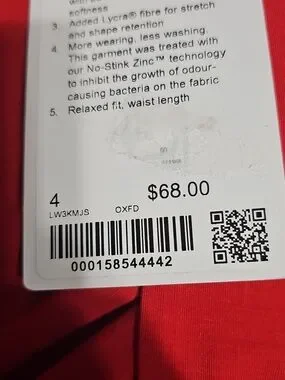 softness
3. Added Lycra® fibre for stretch
and shape retention
4. More wearing, less washing.
This garment was treated with
our No-Stink Zinc™ technology
to inhibit the growth of odour-
causing bacteria on the fabric
5. Relaxed fit, waist length
4
$68.00
LW3KMJS OXFD
000158544442